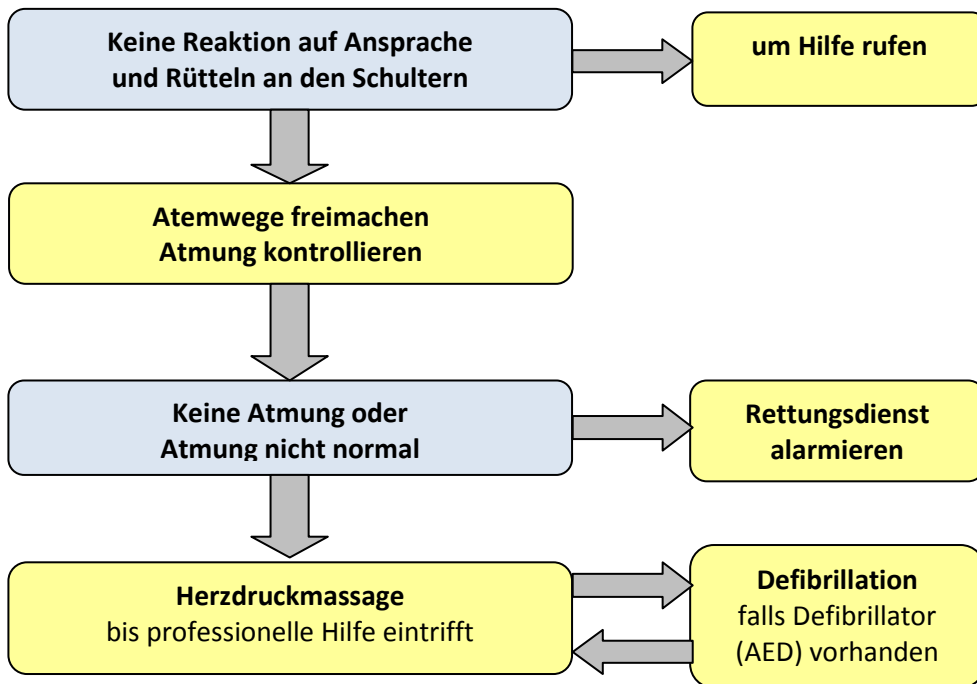 Keine Reaktion auf Ansprache
und Rütteln an den Schultern
um Hilfe rufen
Atemwege freimachen
Atmung kontrollieren
Keine Atmung oder
Atmung nicht normal
Rettungsdienst
alarmieren
Herzdruckmassage
bis professionelle Hilfe eintrifft
Defibrillation
falls Defibrillator
(AED) vorhanden